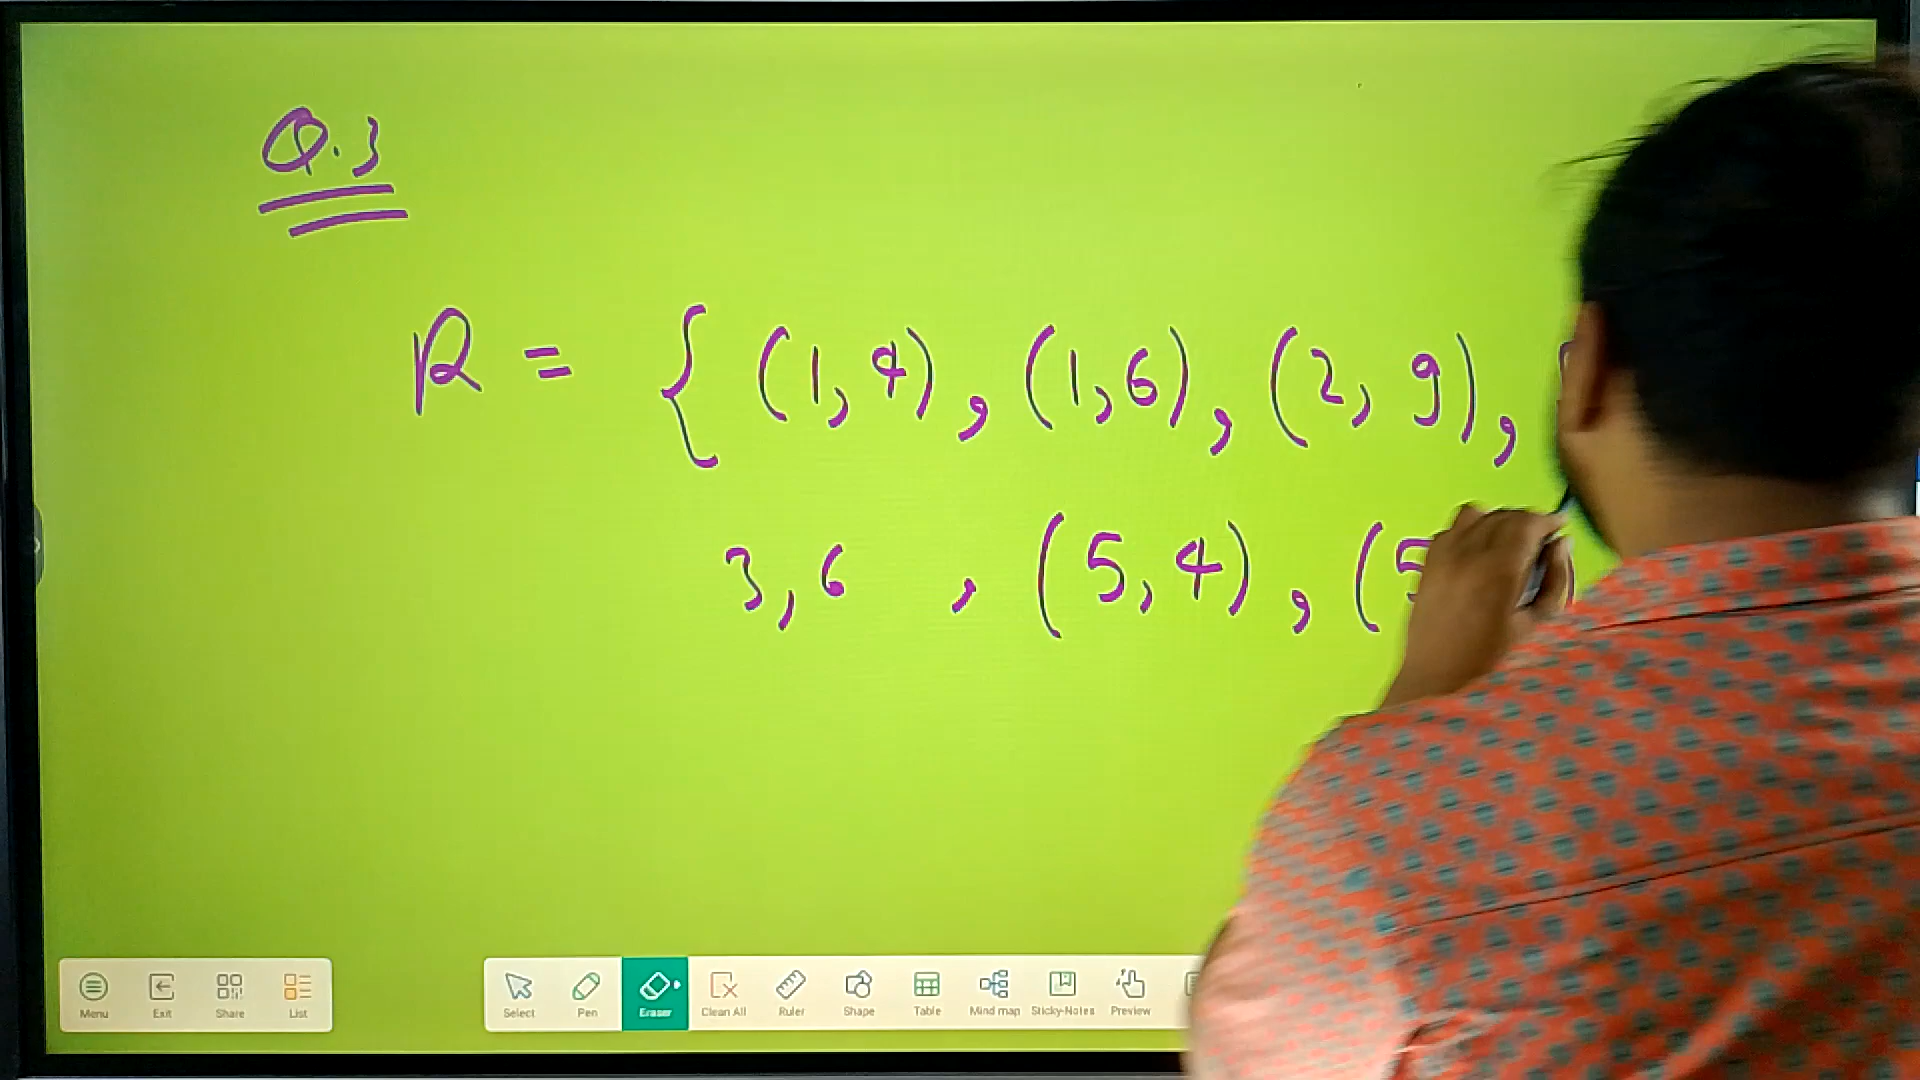 Q.3
R = { (1,4), (1,6), (2,9),
3,6 , (5,4), (5
Menu Exit Share List Select Pen Eraser Clean All Ruler Shape Table Mind map Sticky-Notes Preview